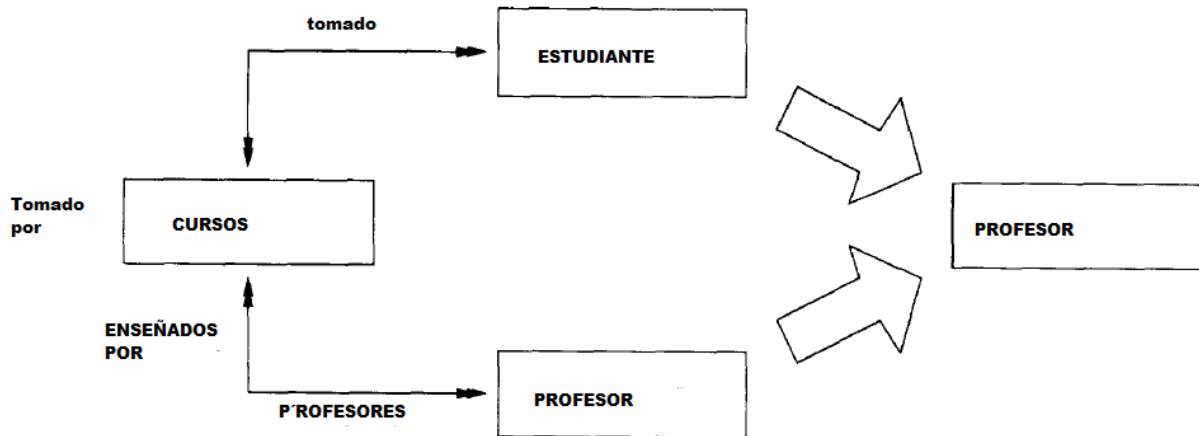 tomado
ESTUDIANTE
Tomado
por
CURSOS
PROFESOR
ENSEÑADOS
POR
P´ROFESORES
PROFESOR